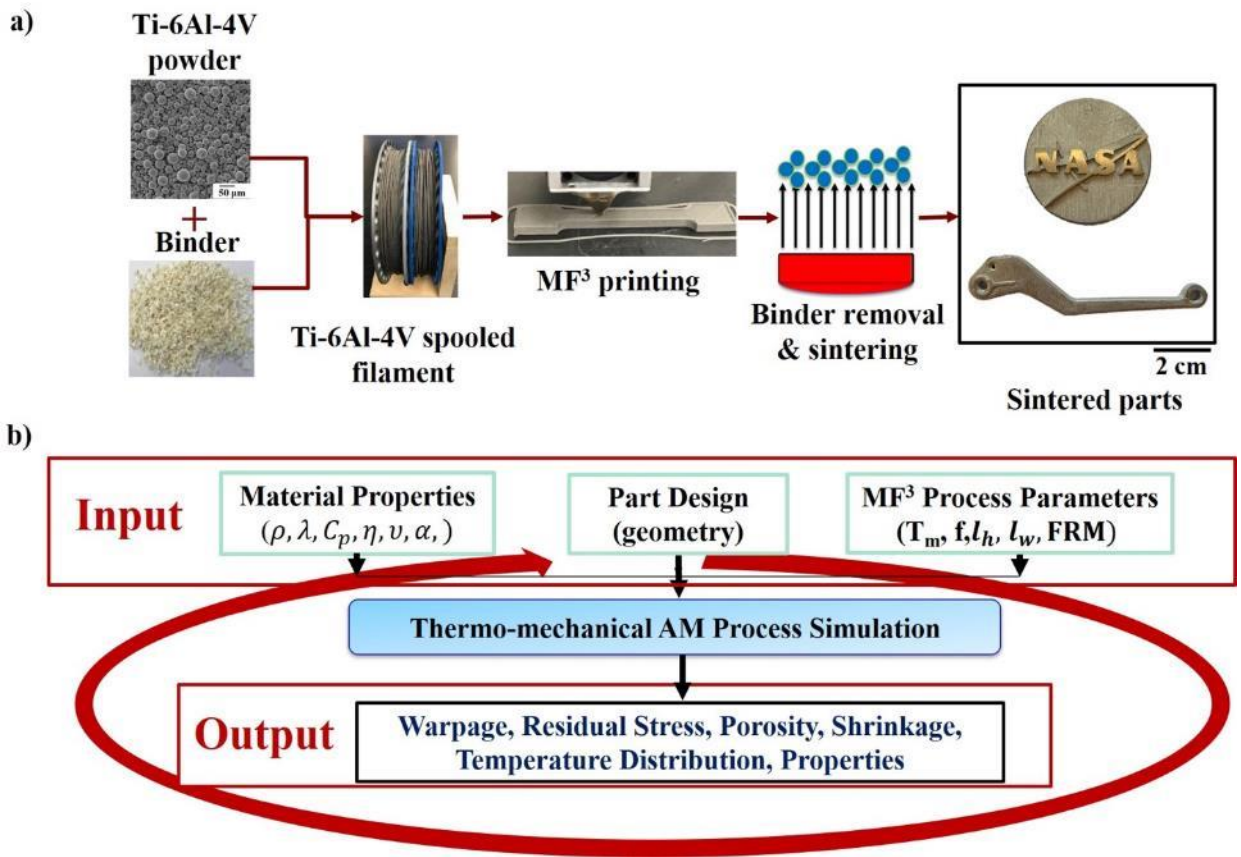 a)
Ti-6Al-4V
powder
50 µm
+
Binder
Ti-6Al-4V spooled
filament
MF³ printing
Binder removal
& sintering
NASA
2 cm
Sintered parts
b)
Input
Material Properties
(ρ, λ, Cₚ, η, υ, α, )
Part Design
(geometry)
MF³ Process Parameters
(Tₘ, f,lₕ, l_w, FRM)
Thermo-mechanical AM Process Simulation
Output
Warpage, Residual Stress, Porosity, Shrinkage,
Temperature Distribution, Properties